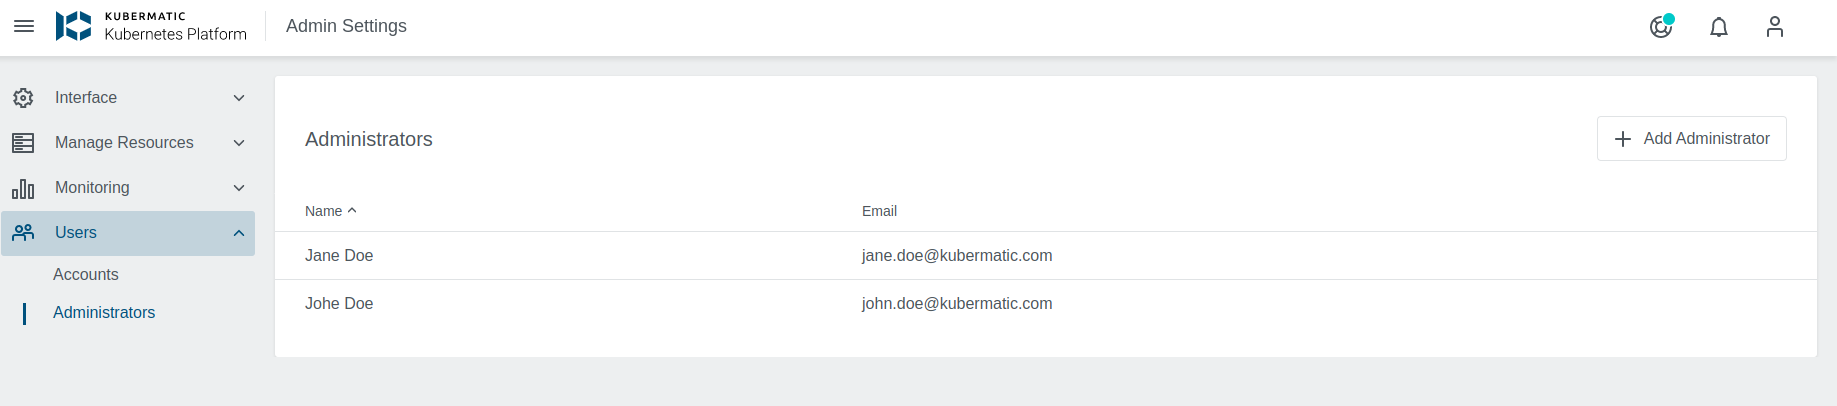 KUBERMATIC
Kubernetes Platform
Admin Settings
Interface
Manage Resources
Monitoring
Users
Accounts
Administrators
Administrators
Add Administrator
Name Email
Jane Doe jane.doe@kubermatic.com
Johe Doe john.doe@kubermatic.com